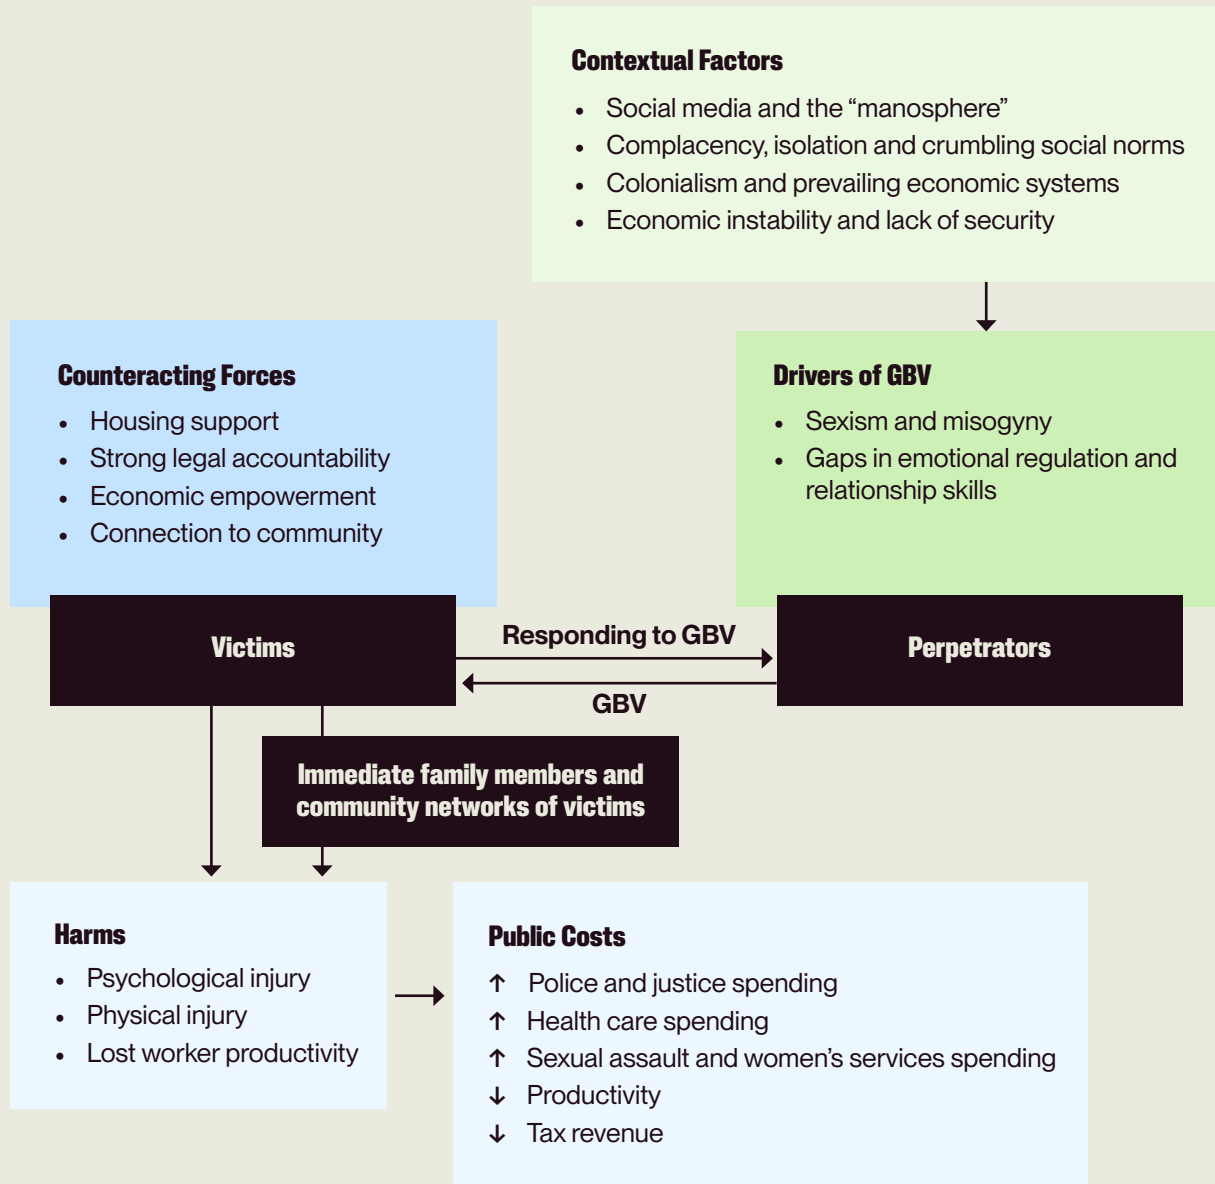 Contextual Factors
• Social media and the “manosphere”
• Complacency, isolation and crumbling social norms
• Colonialism and prevailing economic systems
• Economic instability and lack of security
Counteracting Forces
• Housing support
• Strong legal accountability
• Economic empowerment
• Connection to community
Drivers of GBV
• Sexism and misogyny
• Gaps in emotional regulation and
relationship skills
Victims
Responding to GBV
GBV
Perpetrators
Immediate family members and
community networks of victims
Harms
• Psychological injury
• Physical injury
• Lost worker productivity
Public Costs
↑ Police and justice spending
↑ Health care spending
↑ Sexual assault and women’s services spending
↓ Productivity
↓ Tax revenue